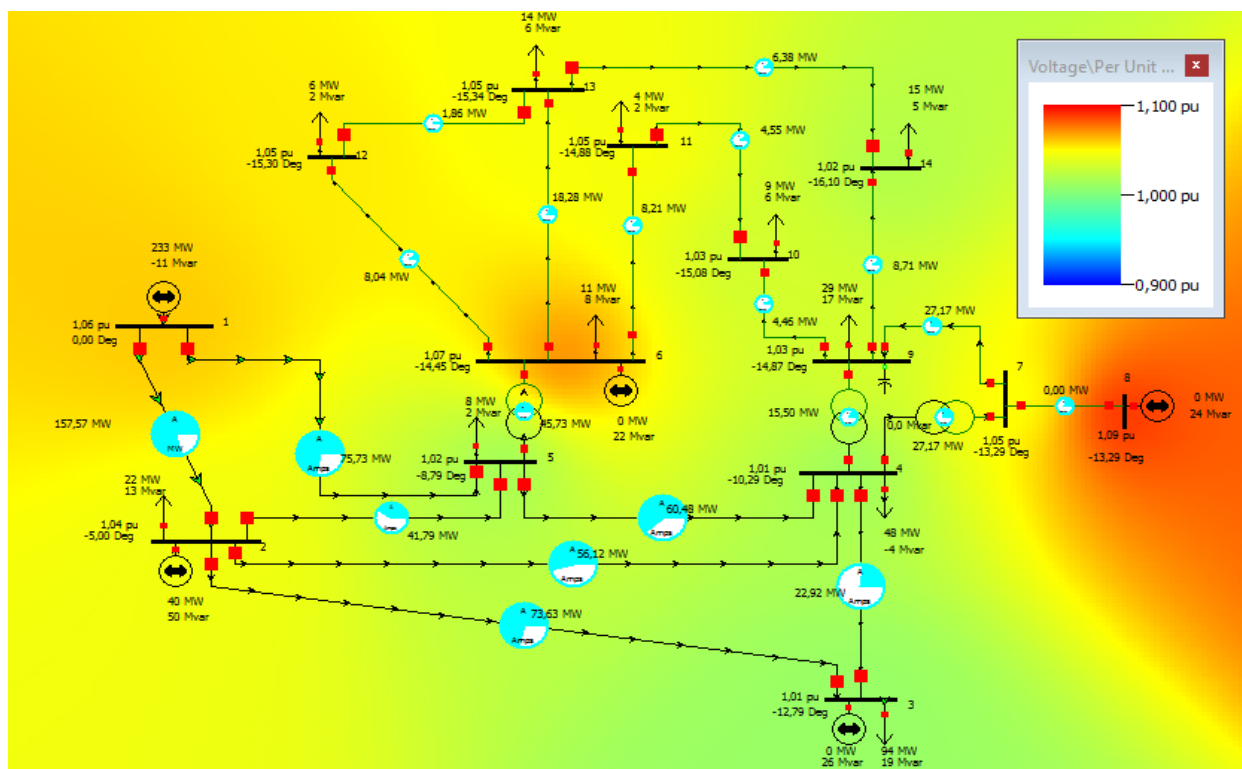 14 MW
6 Mvar
1,05 pu
-15,34 Deg
13
6,38 MW
Voltage\Per Unit ...
x
1,100 pu
1,000 pu
0,900 pu
6 MW
2 Mvar
1,86 MW
1,05 pu
-15,30 Deg
12
4 MW
2 Mvar
1,05 pu
-14,88 Deg
11
4,55 MW
15 MW
5 Mvar
1,02 pu
-16,10 Deg
14
18,28 MW
8,21 MW
9 MW
6 Mvar
1,03 pu
-15,08 Deg
10
8,71 MW
233 MW
-11 Mvar
8,04 MW
11 MW
8 Mvar
29 MW
17 Mvar
27,17 MW
1,06 pu
0,00 Deg
1
1,07 pu
-14,45 Deg
6
4,46 MW
1,03 pu
-14,87 Deg
9
7
8
0,00 MW
0 MW
24 Mvar
0 MW
22 Mvar
8 MW
2 Mvar
45,73 MW
15,50 MW
0,0 Mvar
27,17 MW
1,05 pu
-13,29 Deg
1,09 pu
-13,29 Deg
157,57 MW
A
MW
A
75,73 MW
Amps
1,02 pu
-8,79 Deg
5
1,01 pu
-10,29 Deg
4
22 MW
13 Mvar
1,04 pu
-5,00 Deg
2
A
41,79 MW
A
60,48 MW
Amps
48 MW
-4 Mvar
A
56,12 MW
Amps
A
22,92 MW
Amps
40 MW
50 Mvar
A
73,63 MW
Amps
1,01 pu
-12,79 Deg
3
0 MW
26 Mvar
94 MW
19 Mvar